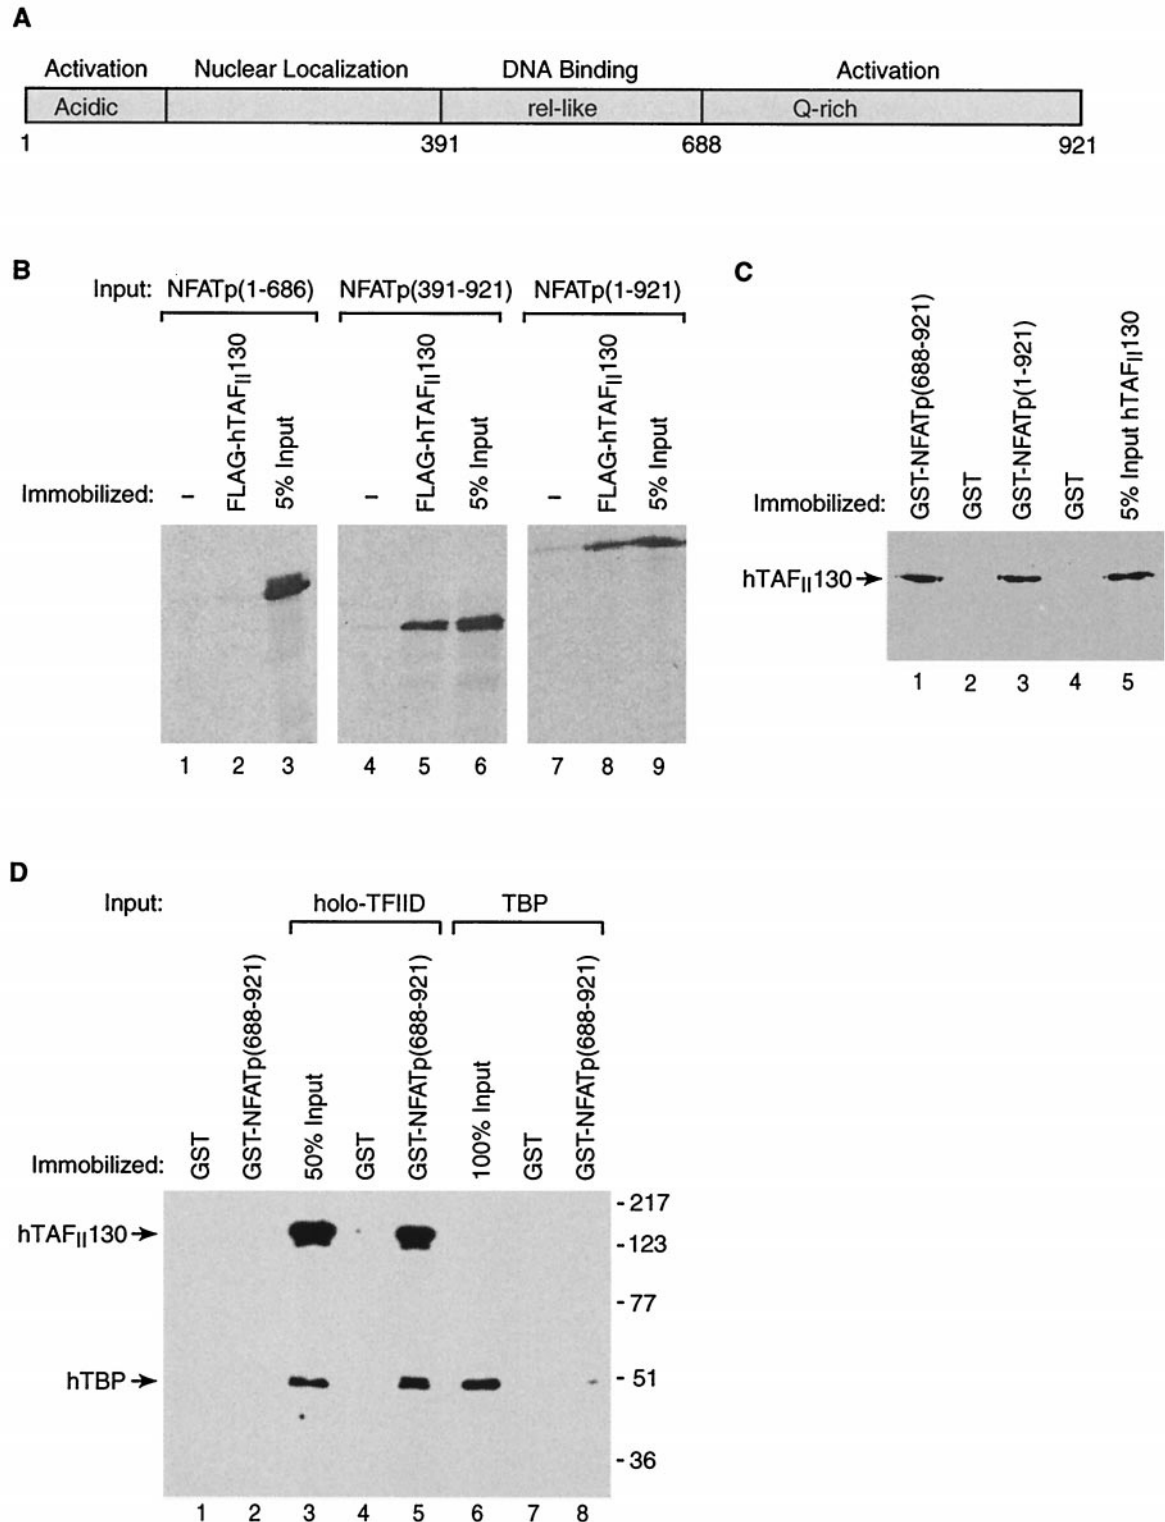 A
Activation Nuclear Localization DNA Binding Activation
Acidic rel-like Q-rich
1 391 688 921
B
Input: NFATp(1-686) NFATp(391-921) NFATp(1-921)
Immobilized: – FLAG-hTAFII130 5% Input – FLAG-hTAFII130 5% Input – FLAG-hTAFII130 5% Input
1 2 3 4 5 6 7 8 9
C
Immobilized: GST-NFATp(688-921) GST GST-NFATp(1-921) GST 5% Input hTAFII130
hTAFII130
1 2 3 4 5
D
Input: holo-TFIID TBP
Immobilized: GST GST-NFATp(688-921) 50% Input GST GST-NFATp(688-921) 100% Input GST GST-NFATp(688-921)
- 217
hTAFII130
- 123
- 77
hTBP - 51
- 36
1 2 3 4 5 6 7 8